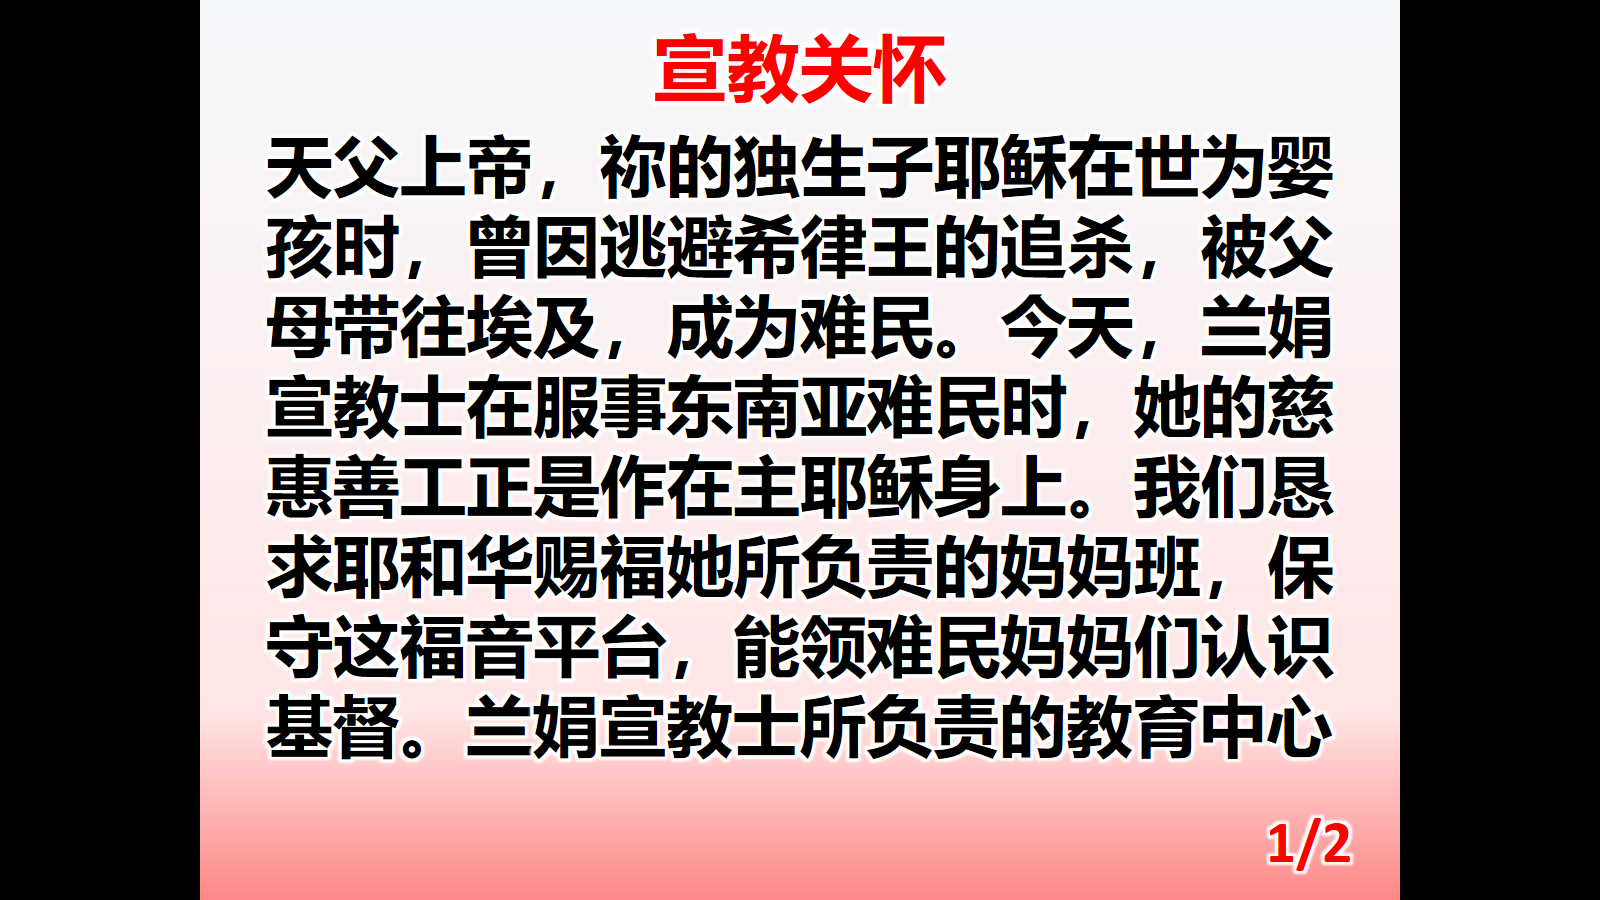 宣教关怀
天父上帝，祢的独生子耶稣在世为婴
孩时，曾因逃避希律王的追杀，被父
母带往埃及，成为难民。今天，兰娟
宣教士在服事东南亚难民时，她的慈
惠善工正是作在主耶稣身上。我们恳
求耶和华赐福她所负责的妈妈班，保
守这福音平台，能领难民妈妈们认识
基督。兰娟宣教士所负责的教育中心
1/2